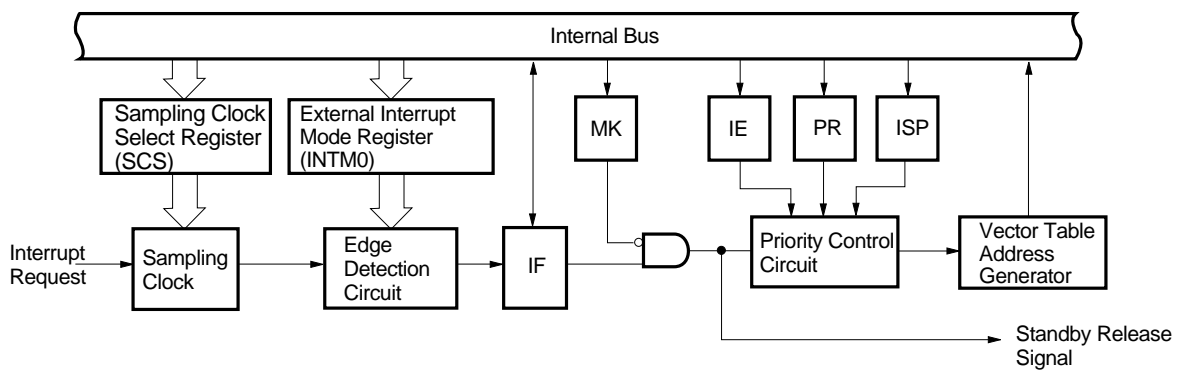 Internal Bus
Sampling Clock
Select Register
(SCS)
External Interrupt
Mode Register
(INTM0)
MK
IE
PR
ISP
Interrupt
Request
Sampling
Clock
Edge
Detection
Circuit
IF
Priority Control
Circuit
Vector Table
Address
Generator
Standby Release
Signal